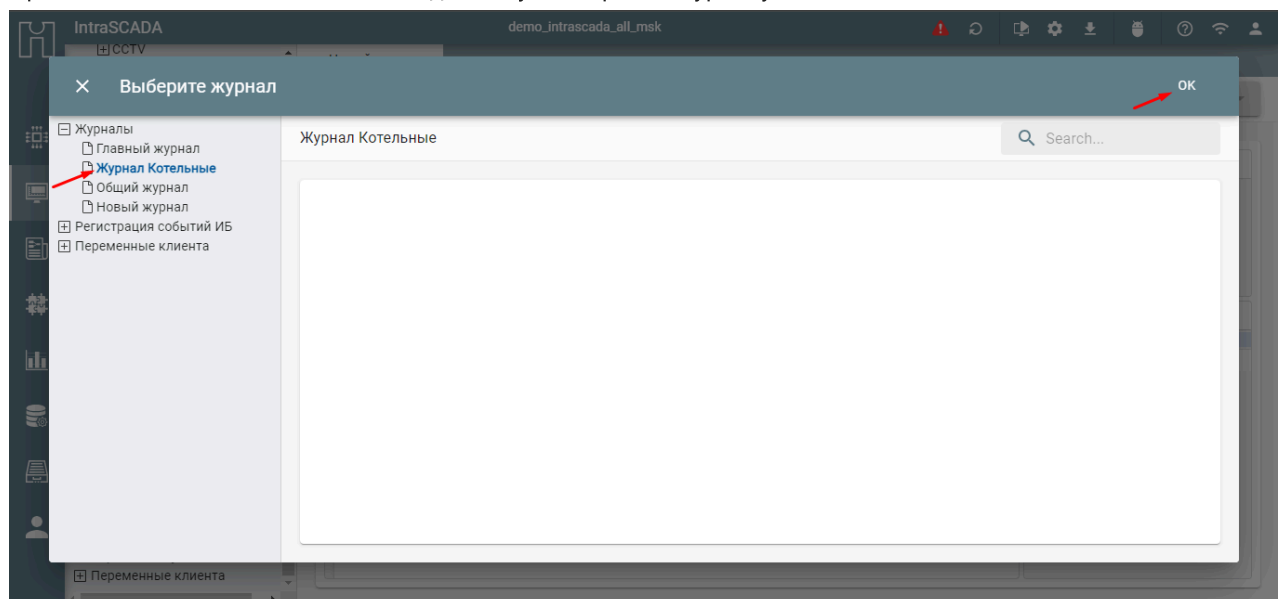 IntraSCADA
demo_intrascada_all_msk
CCTV
Выберите журнал
OK
Журналы
Главный журнал
Журнал Котельные
Общий журнал
Новый журнал
Регистрация событий ИБ
Переменные клиента
Журнал Котельные
Search...
Переменные клиента